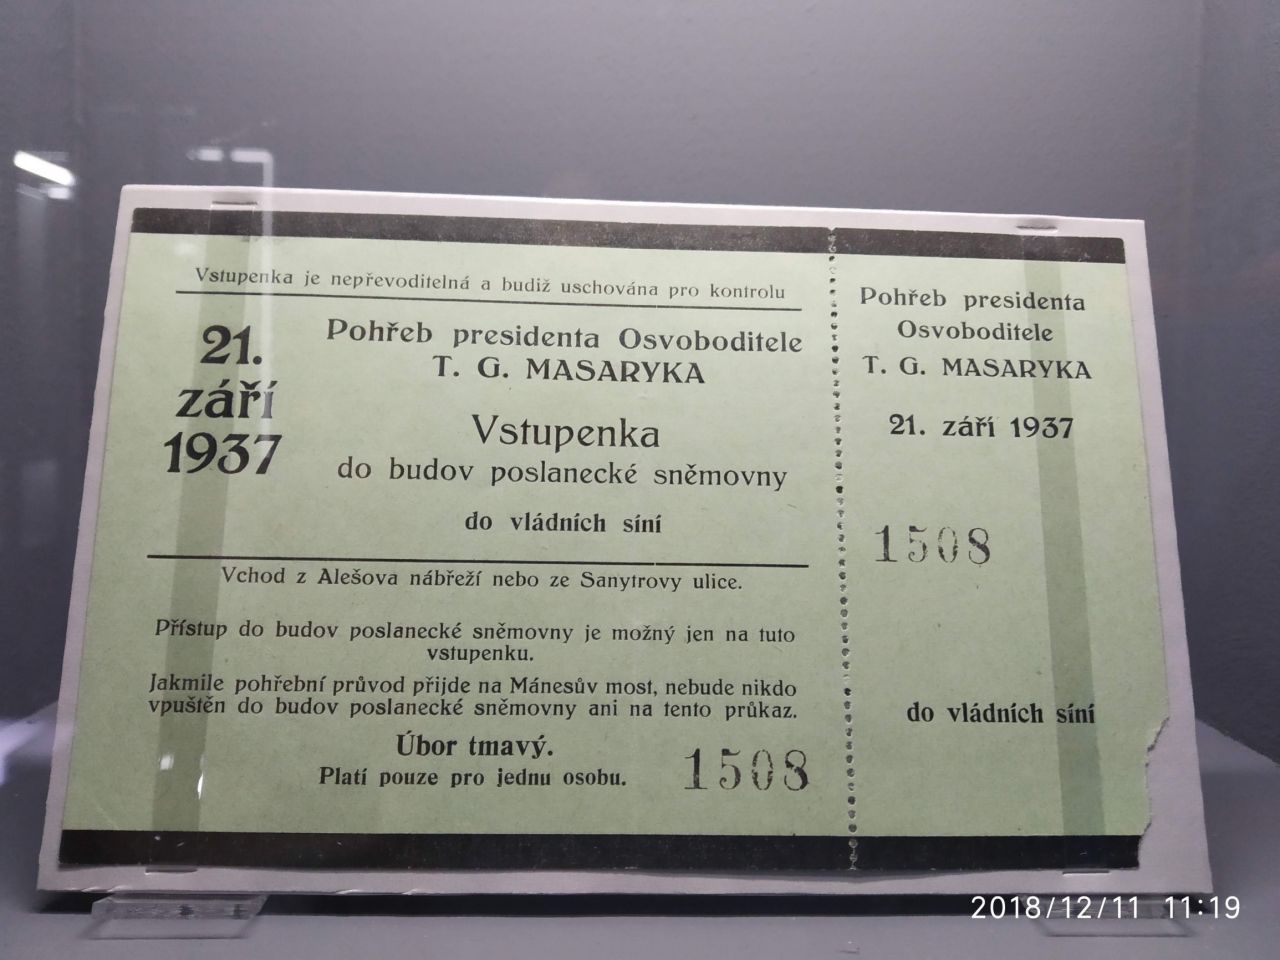 Vstupenka je nepřevoditelná a budiž uschována pro kontrolu
21.
září
1937
Pohřeb presidenta Osvoboditele
T. G. MASARYKA
Vstupenka
do budov poslanecké sněmovny
do vládních síní
Vchod z Alešova nábřeží nebo ze Sanytrovy ulice.
Přístup do budov poslanecké sněmovny je možný jen na tuto
vstupenku.
Jakmile pohřební průvod přijde na Mánesův most, nebude nikdo
vpuštěn do budov poslanecké sněmovny ani na tento průkaz.
Úbor tmavý.
Platí pouze pro jednu osobu.
1508
Pohřeb presidenta
Osvoboditele
T. G. MASARYKA
21. září 1937
1508
do vládních síní
2018/12/11 11:19